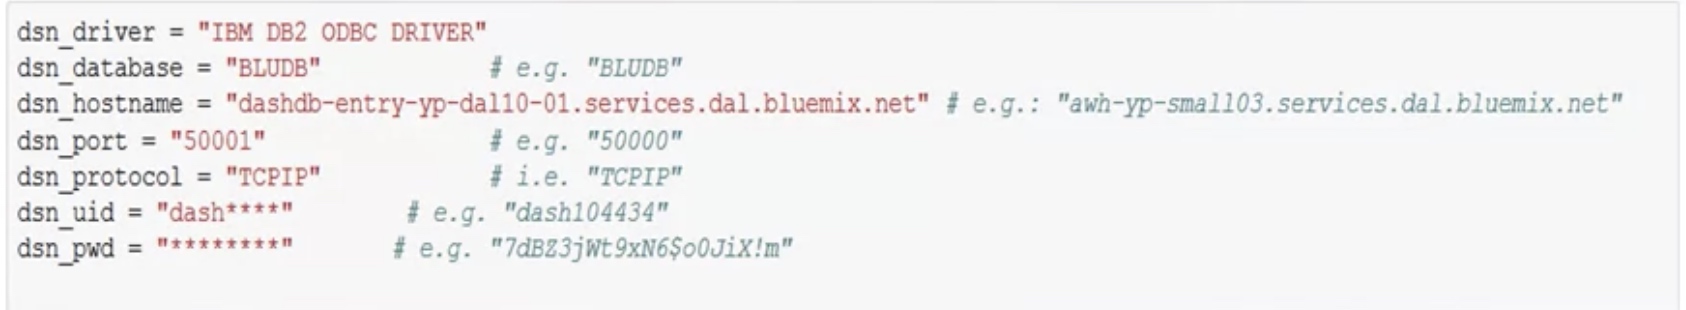 dsn_driver = "IBM DB2 ODBC DRIVER"
dsn_database = "BLUDB" # e.g. "BLUDB"
dsn_hostname = "dashdb-entry-yp-dal10-01.services.dal.bluemix.net" # e.g.: "awh-yp-small03.services.dal.bluemix.net"
dsn_port = "50001" # e.g. "50000"
dsn_protocol = "TCPIP" # i.e. "TCPIP"
dsn_uid = "dash****" # e.g. "dash104434"
dsn_pwd = "********" # e.g. "7dBZ3jWt9xN6$o0JiX!m"